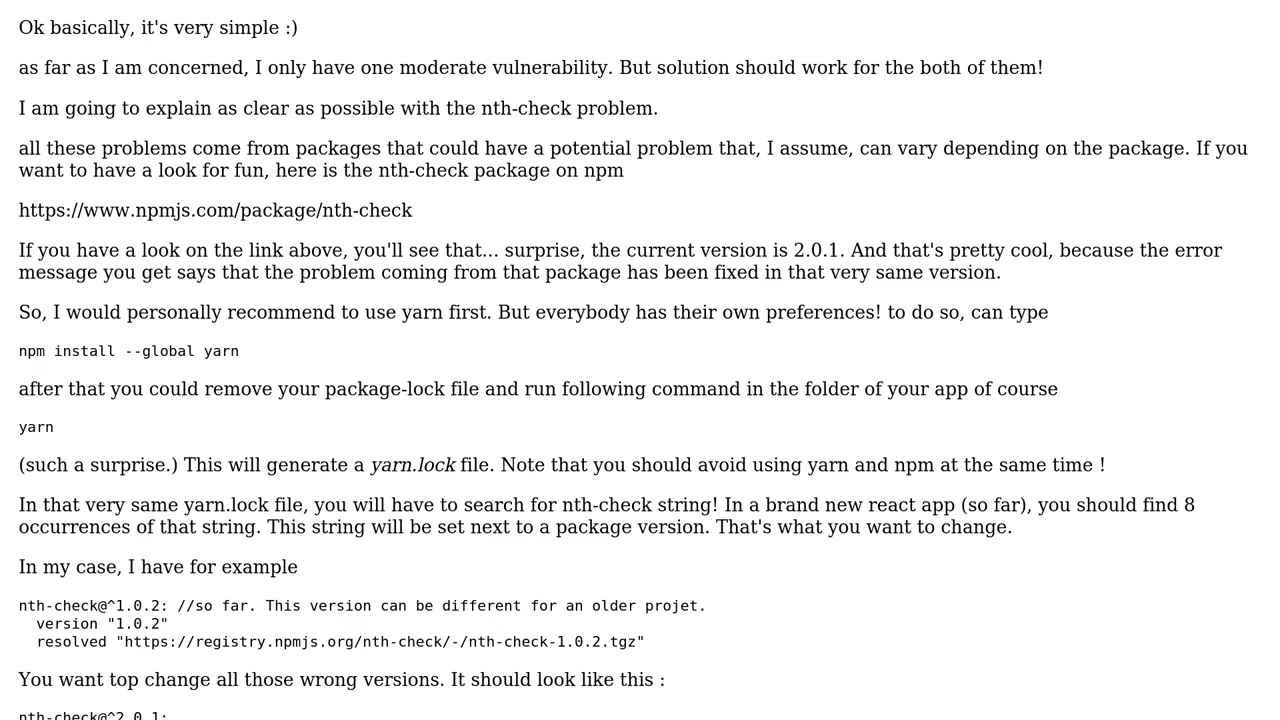 Ok basically, it's very simple :)
as far as I am concerned, I only have one moderate vulnerability. But solution should work for the both of them!
I am going to explain as clear as possible with the nth-check problem.
all these problems come from packages that could have a potential problem that, I assume, can vary depending on the package. If you
want to have a look for fun, here is the nth-check package on npm
https://www.npmjs.com/package/nth-check
If you have a look on the link above, you'll see that... surprise, the current version is 2.0.1. And that's pretty cool, because the error
message you get says that the problem coming from that package has been fixed in that very same version.
So, I would personally recommend to use yarn first. But everybody has their own preferences! to do so, can type
npm install --global yarn
after that you could remove your package-lock file and run following command in the folder of your app of course
yarn
(such a surprise.) This will generate a yarn.lock file. Note that you should avoid using yarn and npm at the same time !
In that very same yarn.lock file, you will have to search for nth-check string! In a brand new react app (so far), you should find 8
occurrences of that string. This string will be set next to a package version. That's what you want to change.
In my case, I have for example
nth-check@^1.0.2: //so far. This version can be different for an older projet.
  version "1.0.2"
  resolved "https://registry.npmjs.org/nth-check/-/nth-check-1.0.2.tgz"
You want top change all those wrong versions. It should look like this :
nth-check@^2.0.1: